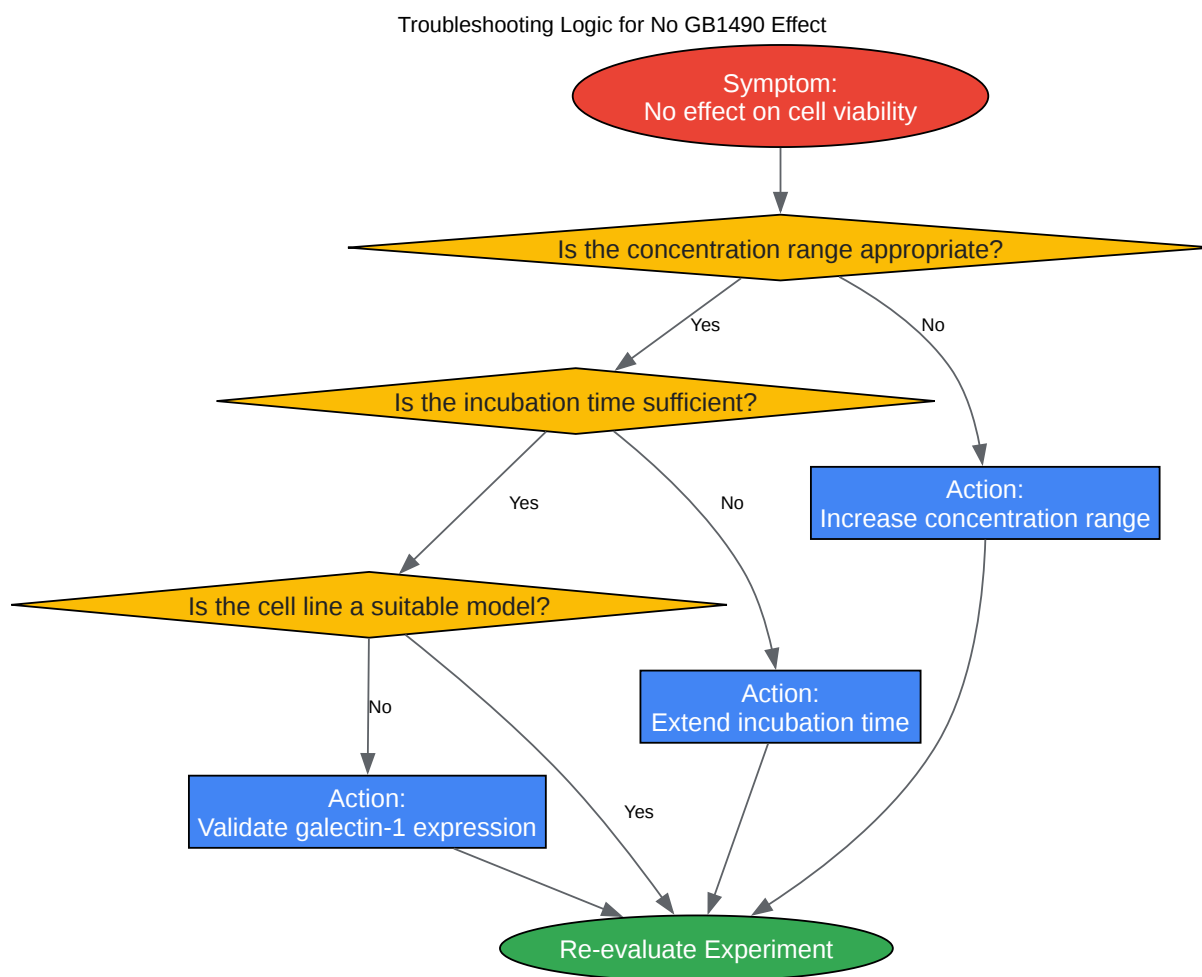 Troubleshooting Logic for No GB1490 Effect
Symptom:
No effect on cell viability
Is the concentration range appropriate?
Yes
No
Is the incubation time sufficient?
Yes
No
Action:
Increase concentration range
Is the cell line a suitable model?
No
Yes
Action:
Extend incubation time
Action:
Validate galectin-1 expression
Re-evaluate Experiment